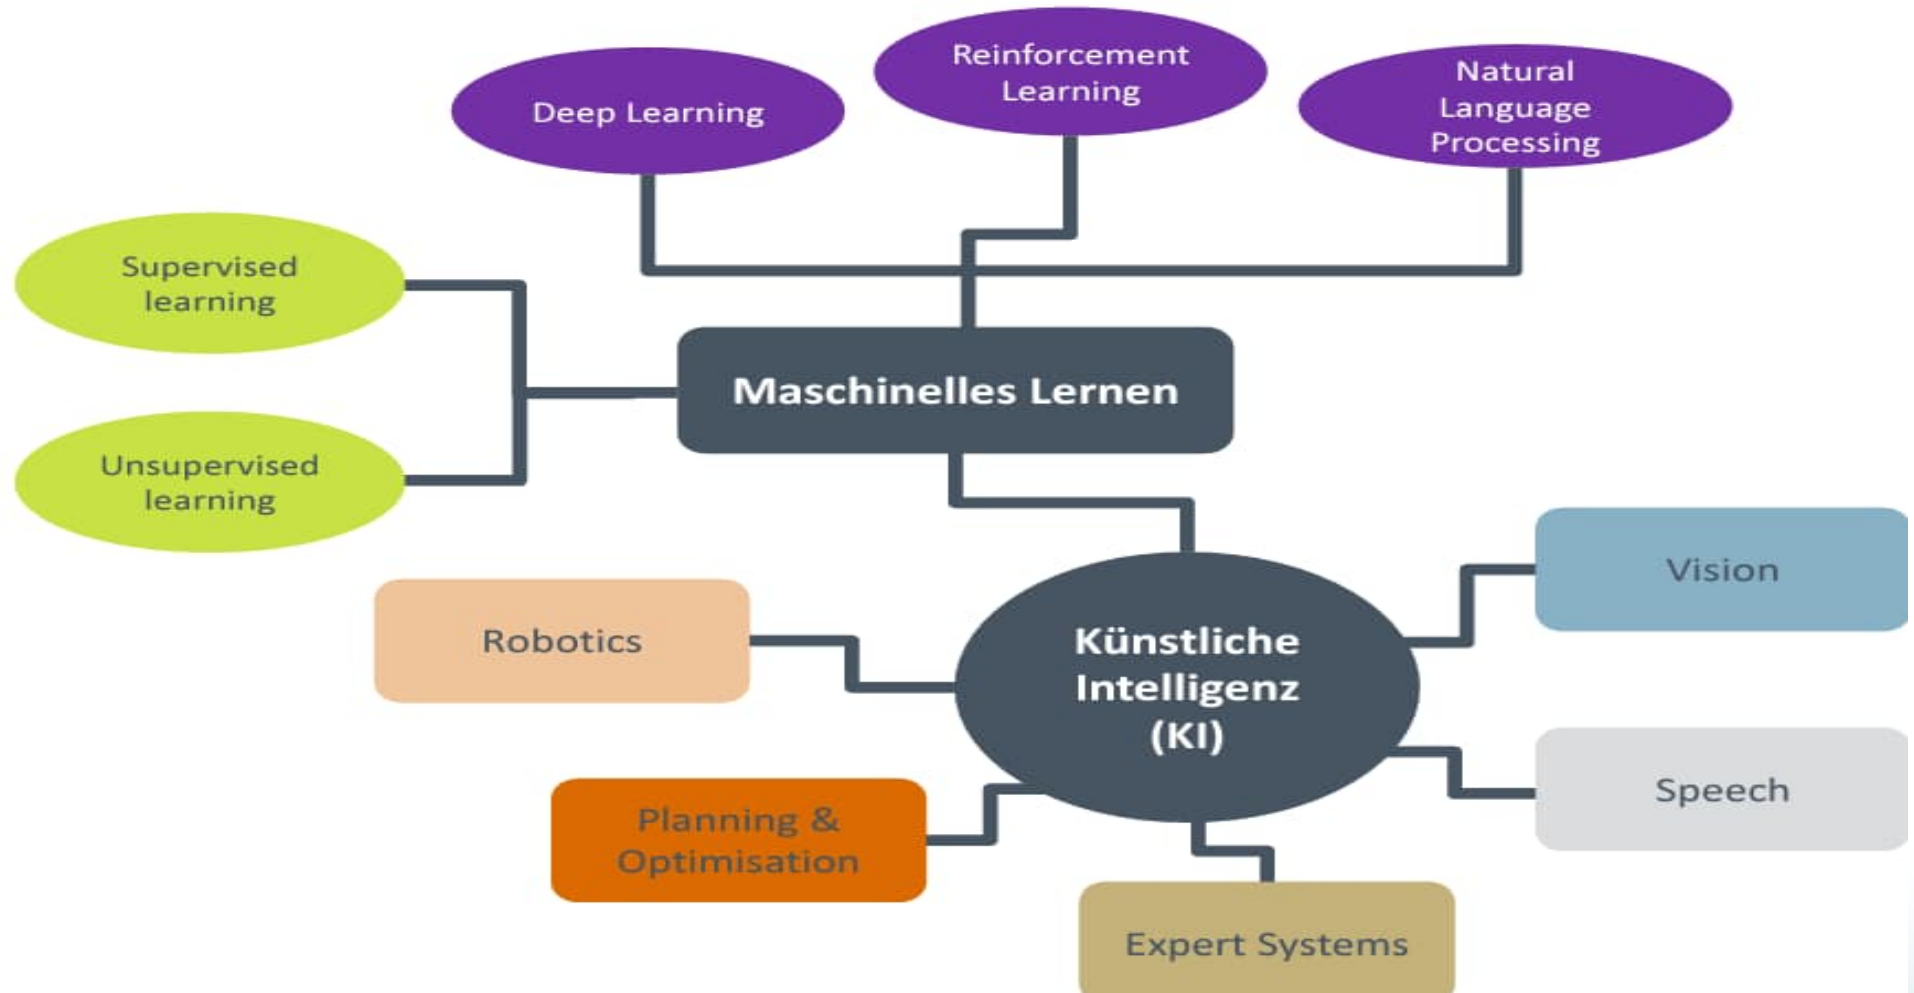 Deep Learning
Reinforcement
Learning
Natural
Language
Processing
Supervised
learning
Unsupervised
learning
Maschinelles Lernen
Robotics
Künstliche
Intelligenz
(KI)
Vision
Speech
Planning &
Optimisation
Expert Systems